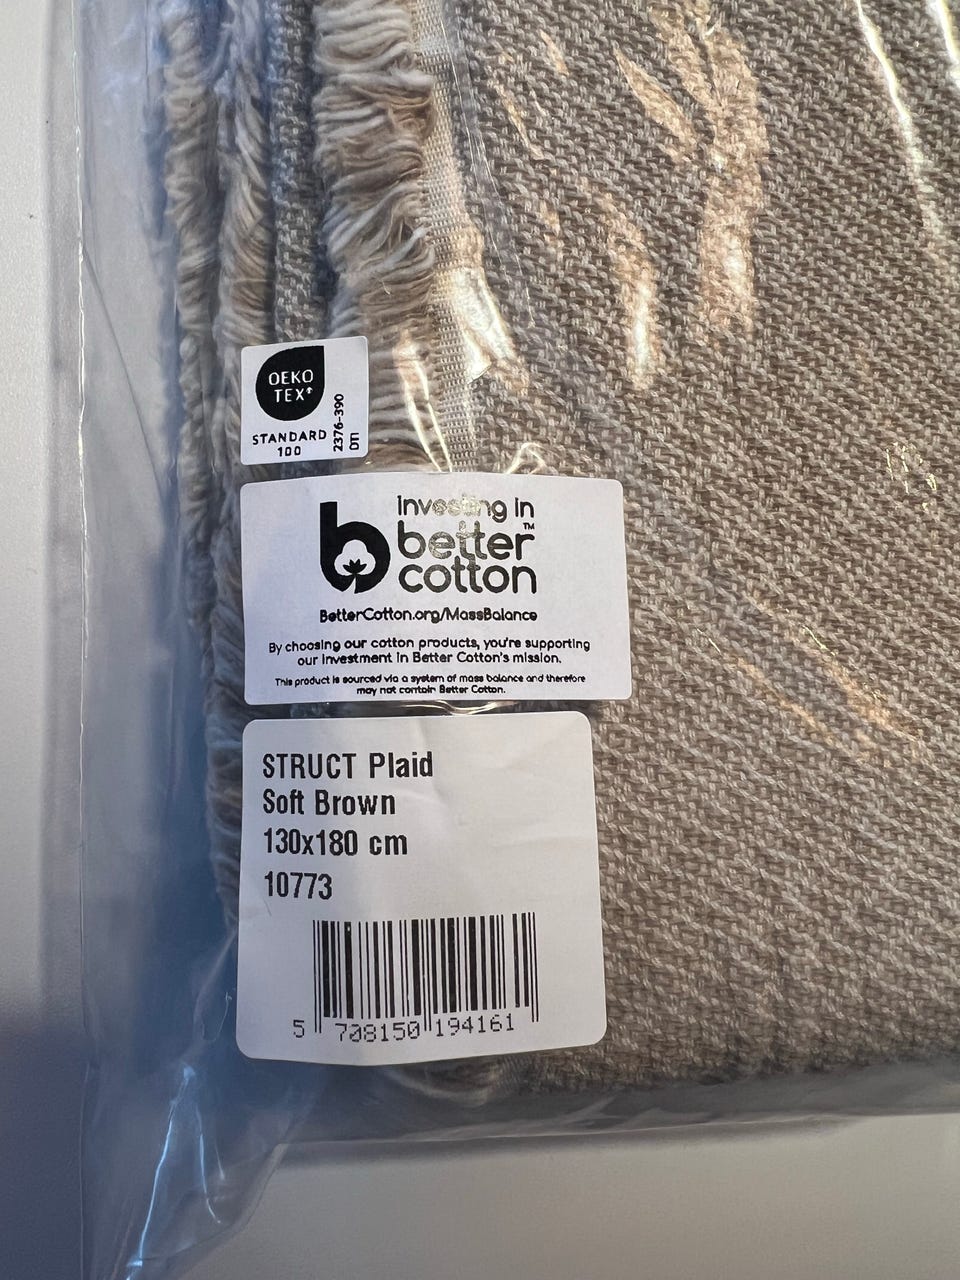 OEKO
TEX
STANDARD
100
2376-390
DTI
investing in
better™
cotton
BetterCotton.org/MassBalance
By choosing our cotton products, you're supporting
our investment in Better Cotton's mission.
This product is sourced via a system of mass balance and therefore
may not contain Better Cotton.
STRUCT Plaid
Soft Brown
130x180 cm
10773
5 708150 194161